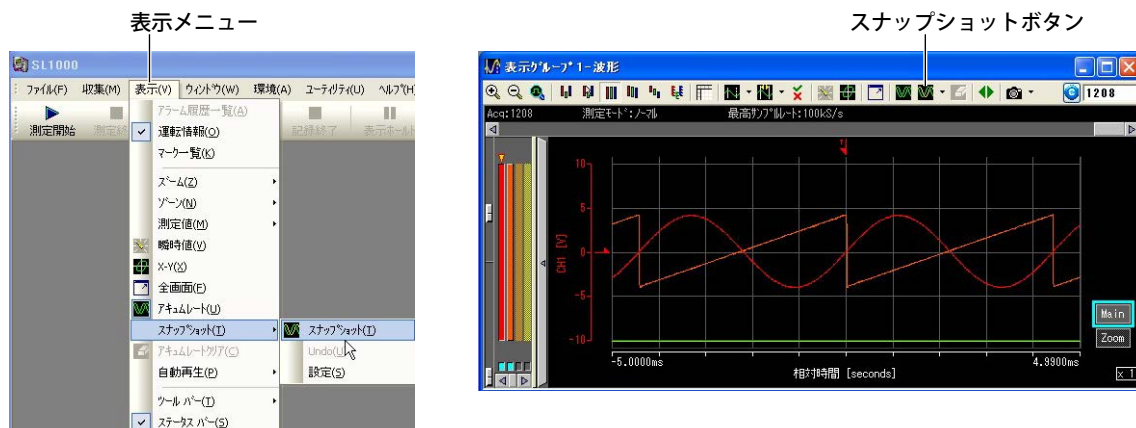 表示メニュー
スナップショットボタン
SL1000
ファイル(F) 収集(M) 表示(V) ウィンドウ(W) 環境(A) ユーティリティ(U) ヘルプ(H
測定開始
記録終了
表示ホール
アラーム履歴一覧(A)
運転情報(O)
マーク一覧(K)
ズーム(Z)
ゾーン(N)
測定値(M)
瞬時値(V)
X-Y(X)
全画面(F)
アキュムレート(U)
スナップショット(T)
アキュムレートクリア(C)
自動再生(P)
ツール バー(T)
ステータス バー(S)
スナップショット(T)
Undo(U)
設定(S)
表示グループ1-波形
1208
Acq:1208 測定モード:ノーマル 最高サンプルレート:100kS/s
10
5
0
-5
-10
CH1 [V]
Main
Zoom
-5.0000ms
4.9900ms
相対時間 [seconds]
x 1